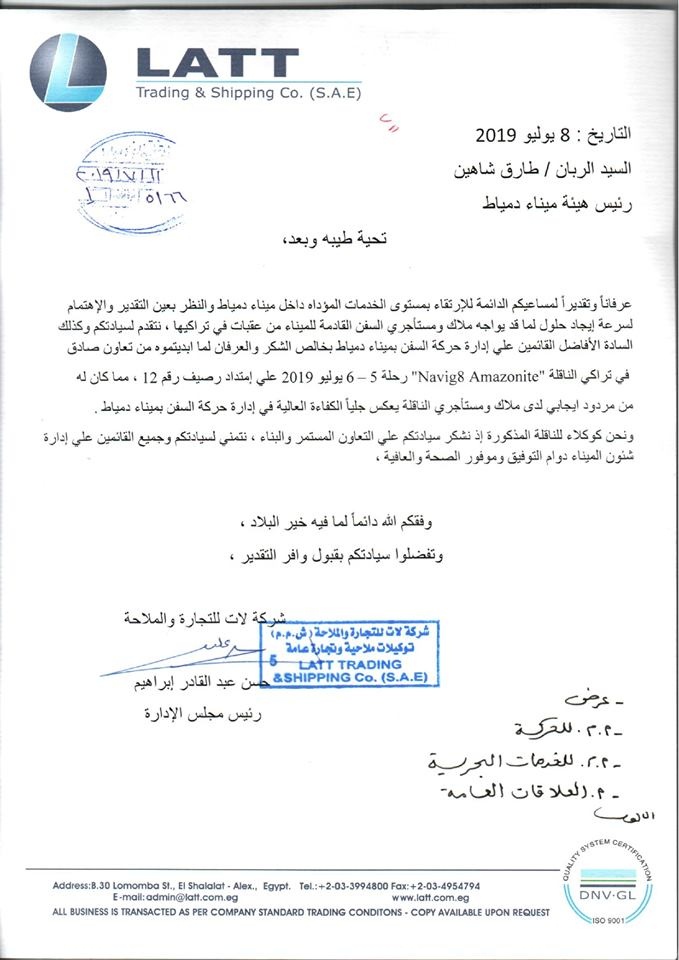 LATT
Trading & Shipping Co. (S.A.E)
التاريخ : 8 يوليو 2019
السيد الربان / طارق شاهين
رئيس هيئة ميناء دمياط
٢٠١٩/٧/
٥١٦٦
تحية طيبه وبعد،
عرفاناً وتقديراً لمساعيكم الدائمة للإرتقاء بمستوى الخدمات المؤداه داخل ميناء دمياط والنظر بعين التقدير والإهتمام
لسرعة إيجاد حلول لما قد يواجه ملاك ومستأجري السفن القادمة للميناء من عقبات في تراكيها ، نتقدم لسيادتكم وكذلك
السادة الأفاضل القائمين علي إدارة حركة السفن بميناء دمياط بخالص الشكر والعرفان لما ابديتموه من تعاون صادق
في تراكي الناقلة "Navig8 Amazonite" رحلة 5 – 6 يوليو 2019 علي إمتداد رصيف رقم 12 ، مما كان له
من مردود ايجابي لدى ملاك ومستأجري الناقلة يعكس جلياً الكفاءة العالية في إدارة حركة السفن بميناء دمياط .
ونحن كوكلاء للناقلة المذكورة إذ نشكر سيادتكم علي التعاون المستمر والبناء ، نتمني لسيادتكم وجميع القائمين علي إدارة
شئون الميناء دوام التوفيق وموفور الصحة والعافية ،
وفقكم الله دائماً لما فيه خير البلاد ،
وتفضلوا سيادتكم بقبول وافر التقدير ،
شركة لات للتجارة والملاحة
شركة لات للتجارة والملاحة (ش.م.م)
توكيلات ملاحية وتجارة عامة
5 LATT TRADING
&SHIPPING Co. (S.A.E)
حسن عبد القادر إبراهيم
رئيس مجلس الإدارة
- عرض
- م.م. للحركة
- م.م. للخدمات البحرية
- م. العلاقات العامة
QUALITY SYSTEM CERTIFICATION
DNV·GL
ISO 9001
Address:B.30 Lomomba St., El Shalalat - Alex., Egypt. Tel.:+2-03-3994800 Fax:+2-03-4954794
E-mail:admin@latt.com.eg www.latt.com.eg
ALL BUSINESS IS TRANSACTED AS PER COMPANY STANDARD TRADING CONDITONS - COPY AVAILABLE UPON REQUEST